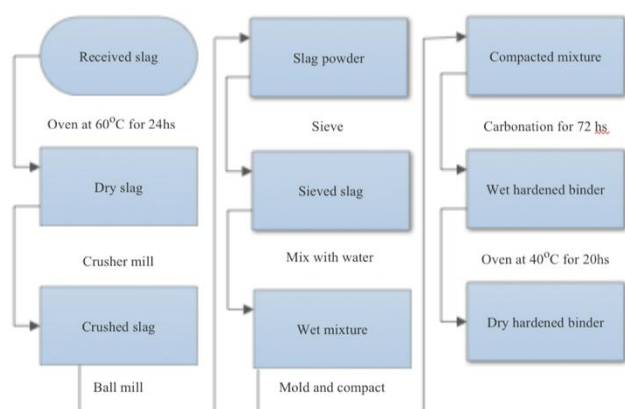 Received slag
Oven at 60°C for 24hs
Dry slag
Crusher mill
Crushed slag
Ball mill
Slag powder
Sieve
Sieved slag
Mix with water
Wet mixture
Mold and compact
Compacted mixture
Carbonation for 72 hs
Wet hardened binder
Oven at 40°C for 20hs
Dry hardened binder